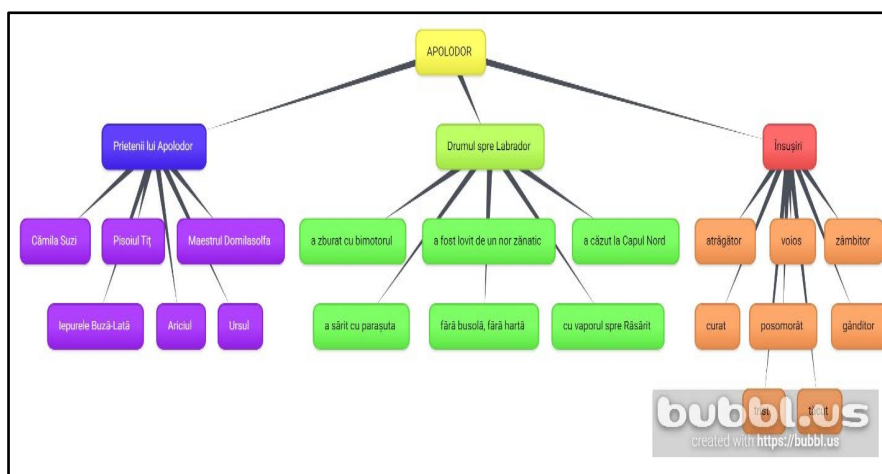 APOLODOR
Prietenii lui Apolodor
Drumul spre Labrador
Însușiri
Cămila Suzi
Pisoiul Tiț
Maestrul Domilasolfa
a zburat cu bimotorul
a fost lovit de un nor zănatic
a căzut la Capul Nord
atrăgător
voios
zâmbitor
Iepurele Buză-Lată
Ariciul
Ursul
a sărit cu parașuta
fără busolă, fără hartă
cu vaporul spre Răsărit
curat
posomorât
gânditor
trist
tăcut
bubbl.us
created with https://bubbl.us